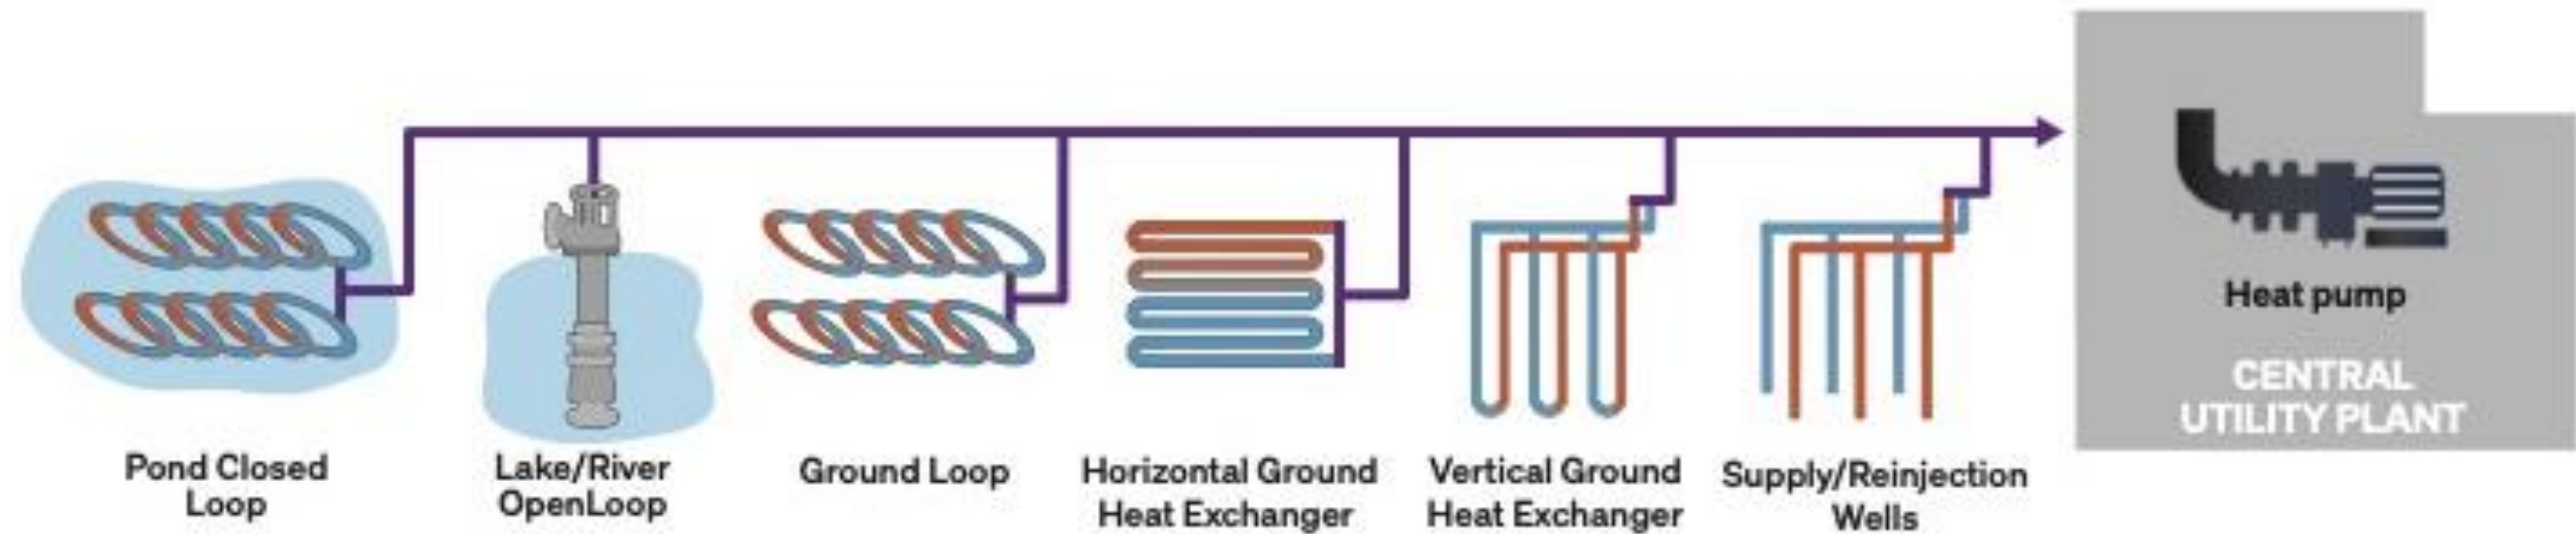 Pond Closed
Loop
Lake/River
OpenLoop
Ground Loop
Horizontal Ground
Heat Exchanger
Vertical Ground
Heat Exchanger
Supply/Reinjection
Wells
Heat pump
CENTRAL
UTILITY PLANT